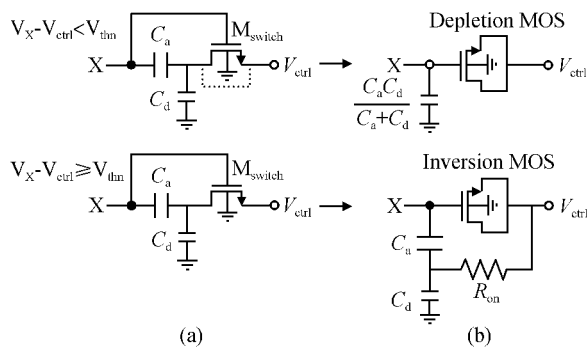 V_X-V_ctrl<V_thn
C_a
M_switch
X
V_ctrl
C_d
Depletion MOS
X
V_ctrl
C_aC_d
C_a+C_d
V_X-V_ctrl≥V_thn
C_a
M_switch
X
V_ctrl
C_d
Inversion MOS
X
V_ctrl
C_a
R_on
C_d
(a)
(b)